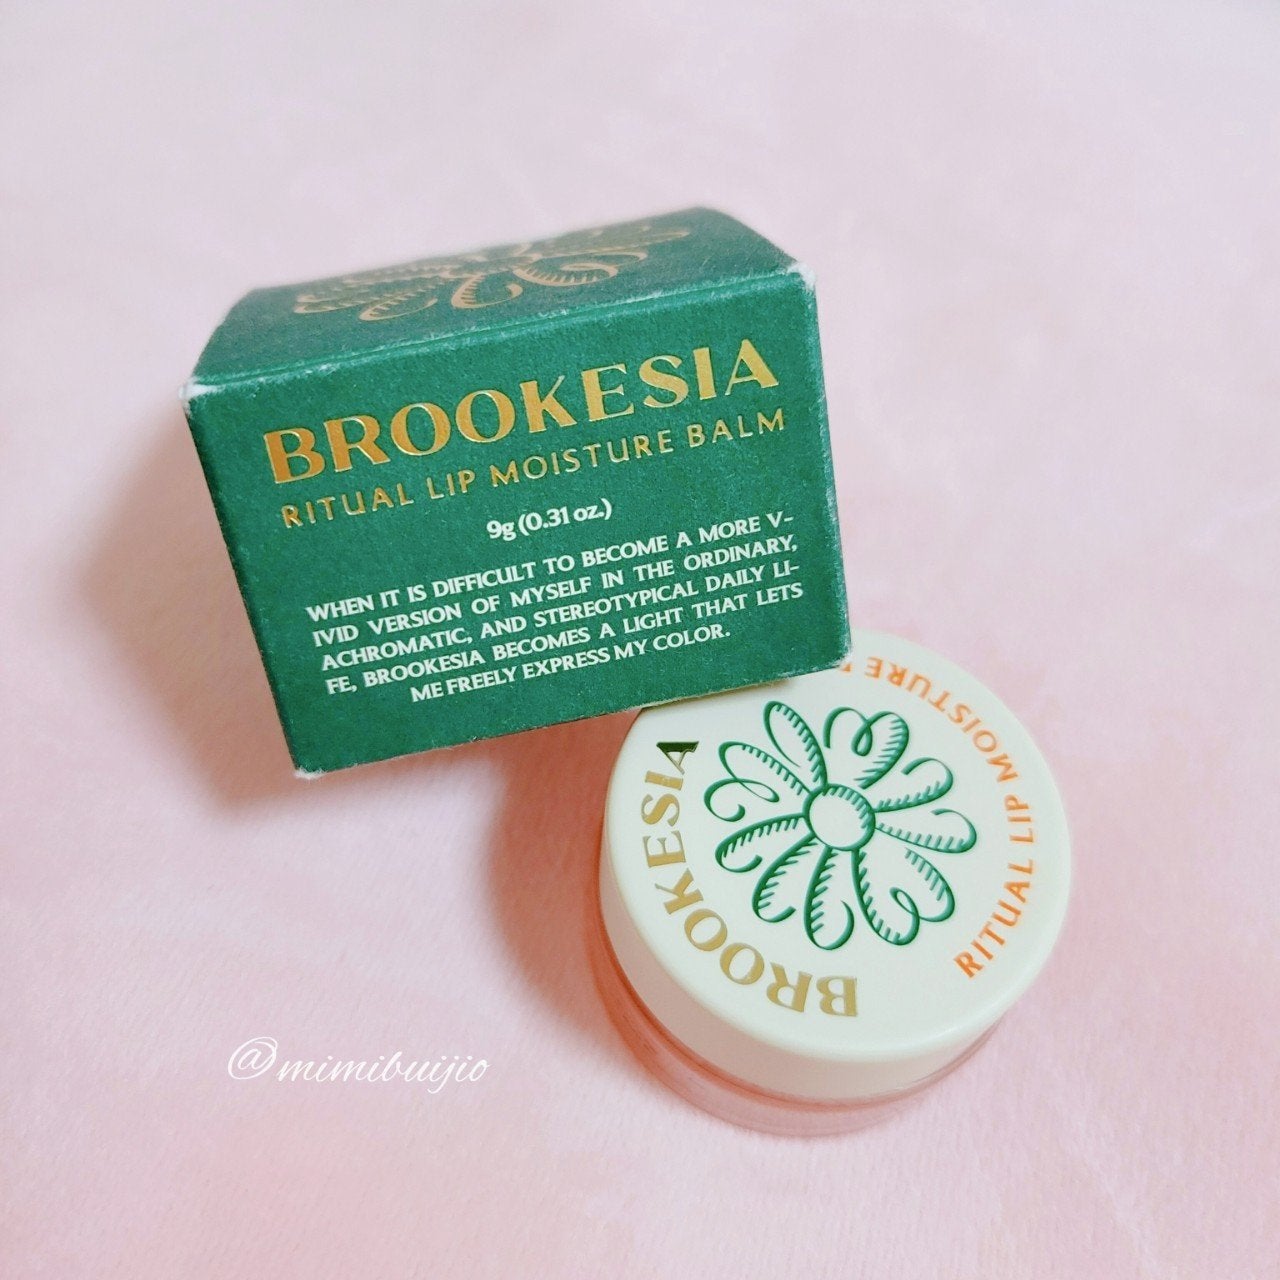 BROOKESIA
RITUAL LIP MOISTURE BALM
9g (0.31 oz.)
WHEN IT IS DIFFICULT TO BECOME A MORE V-
IVID VERSION OF MYSELF IN THE ORDINARY,
ACHROMATIC, AND STEREOTYPICAL DAILY LI-
FE, BROOKESIA BECOMES A LIGHT THAT LETS
ME FREELY EXPRESS MY COLOR.
BROOKESIA
RITUAL LIP MOISTURE
@mimibuijio